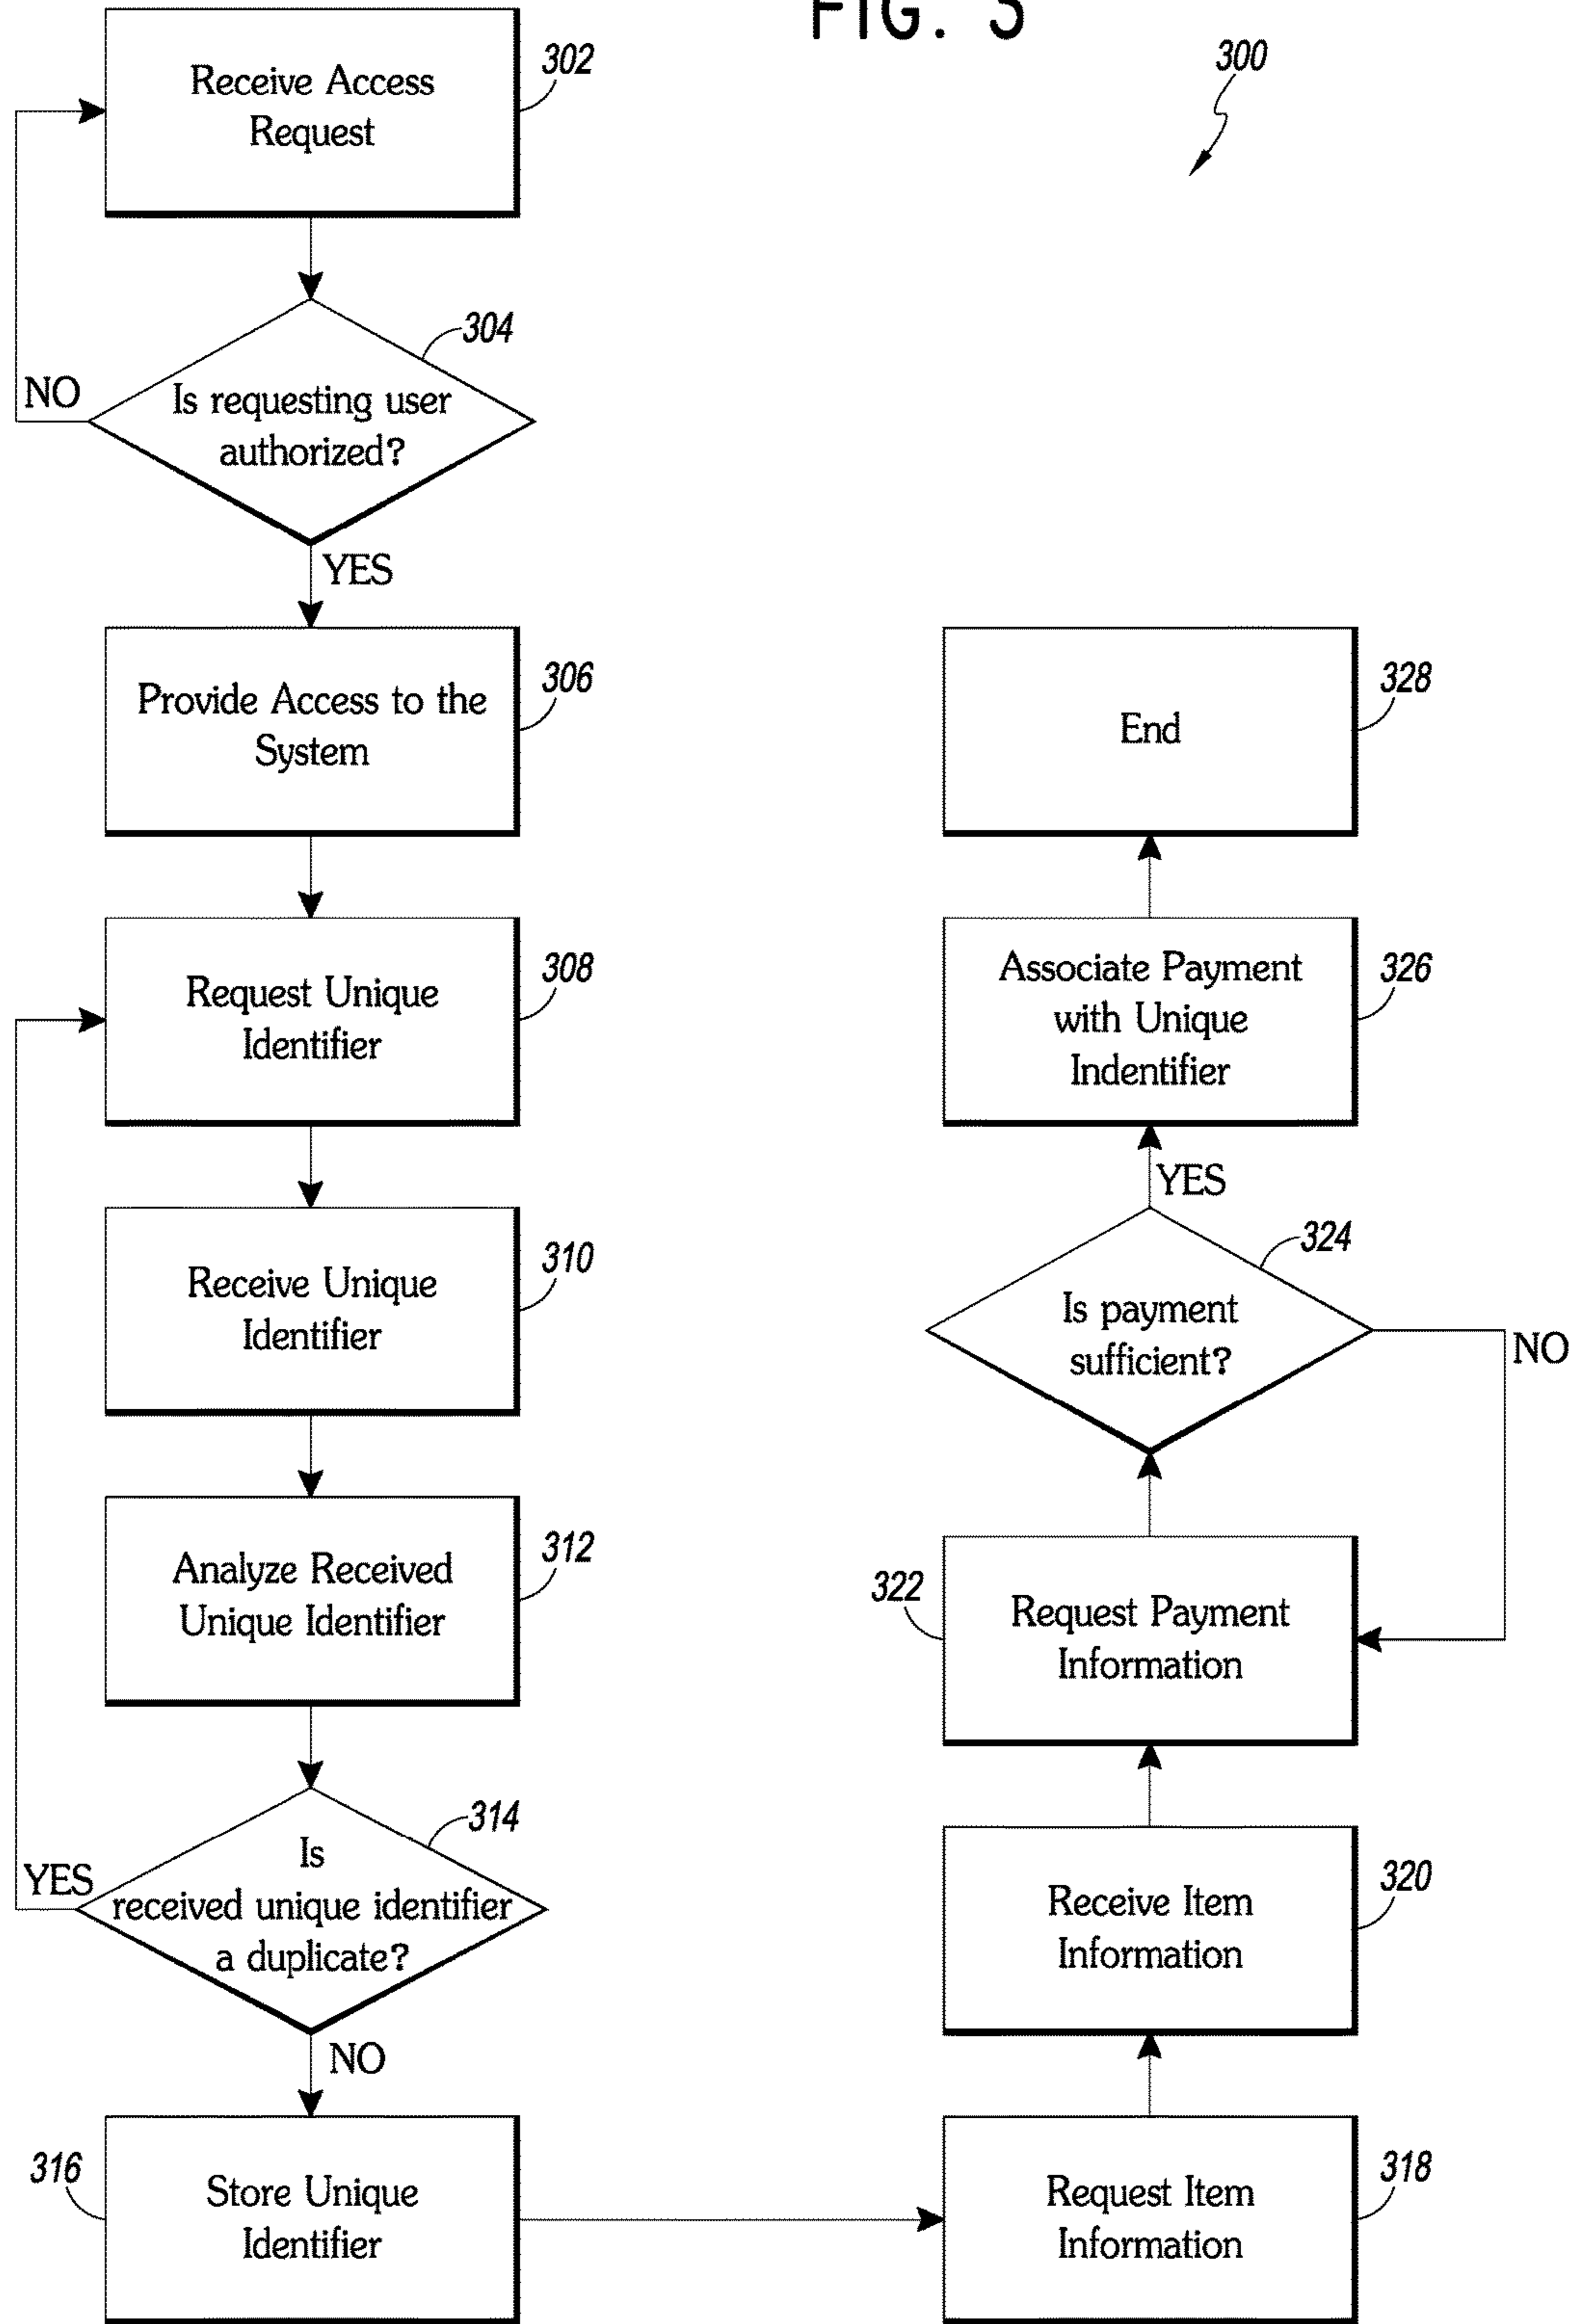 FIG. 3
300
Receive Access
Request
302
304
Is requesting user
authorized?
NO
YES
Provide Access to the
System
306
Request Unique
Identifier
308
Receive Unique
Identifier
310
Analyze Received
Unique Identifier
312
314
Is
received unique identifier
a duplicate?
YES
NO
316
Store Unique
Identifier
Request Item
Information
318
Receive Item
Information
320
322
Request Payment
Information
324
Is payment
sufficient?
NO
YES
Associate Payment
with Unique
Indentifier
326
End
328